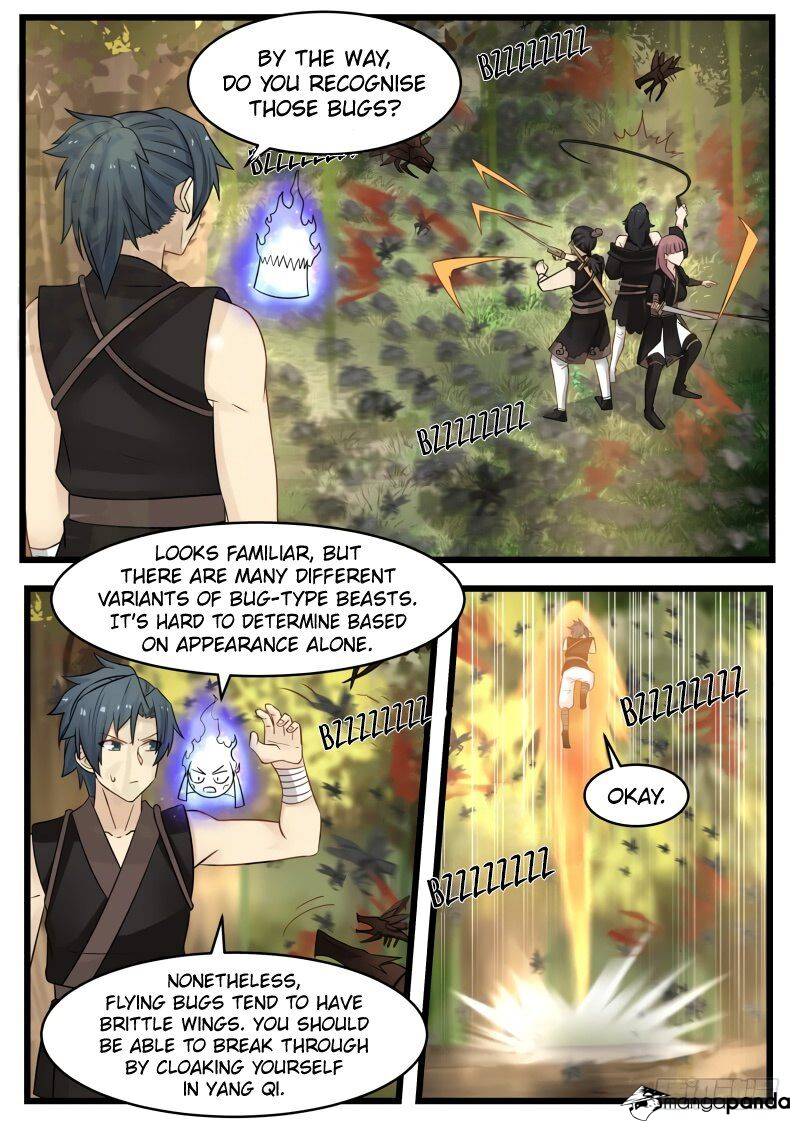 BY THE WAY,
DO YOU RECOGNISE
THOSE BUGS?
BZZZZZZZZ
BZZZZZZZZ
BZZZZZZZZ
LOOKS FAMILIAR, BUT
THERE ARE MANY DIFFERENT
VARIANTS OF BUG-TYPE BEASTS.
IT'S HARD TO DETERMINE BASED
ON APPEARANCE ALONE.
BZZZZZZZZ
NONETHELESS,
FLYING BUGS TEND TO HAVE
BRITTLE WINGS. YOU SHOULD
BE ABLE TO BREAK THROUGH
BY CLOAKING YOURSELF
IN YANG QI.
BZZZZZZZZZ
OKAY.
BZZZZZZZZZ
mangapanda